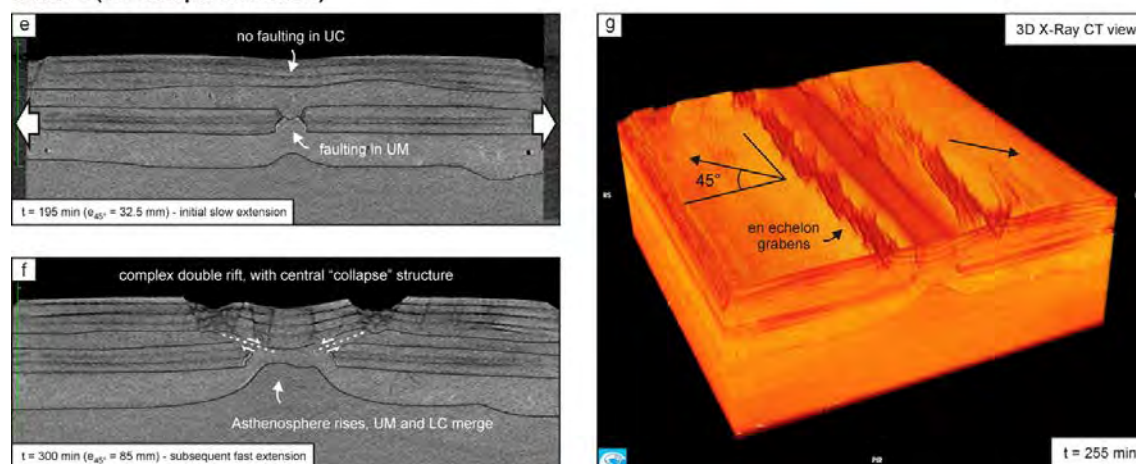 e
no faulting in UC
faulting in UM
t = 195 min (e45° = 32.5 mm) - initial slow extension
f
complex double rift, with central "collapse" structure
Asthenosphere rises, UM and LC merge
t = 300 min (e45° = 85 mm) - subsequent fast extension
g
3D X-Ray CT view
45°
en echelon
grabens
t = 255 min